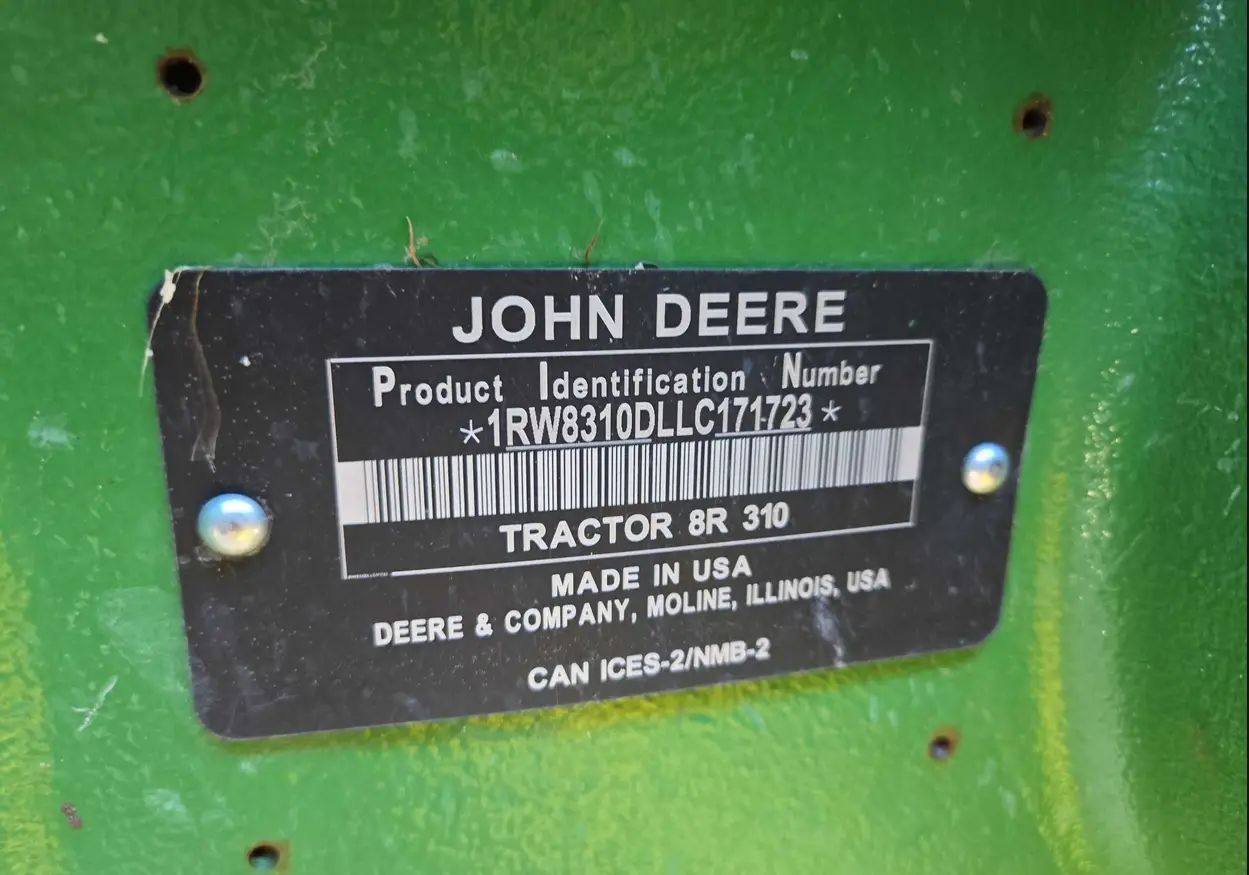 JOHN DEERE
Product Identification Number
*1RW8310DLLC171723*
TRACTOR 8R 310
MADE IN USA
DEERE & COMPANY, MOLINE, ILLINOIS, USA
CAN ICES-2/NMB-2